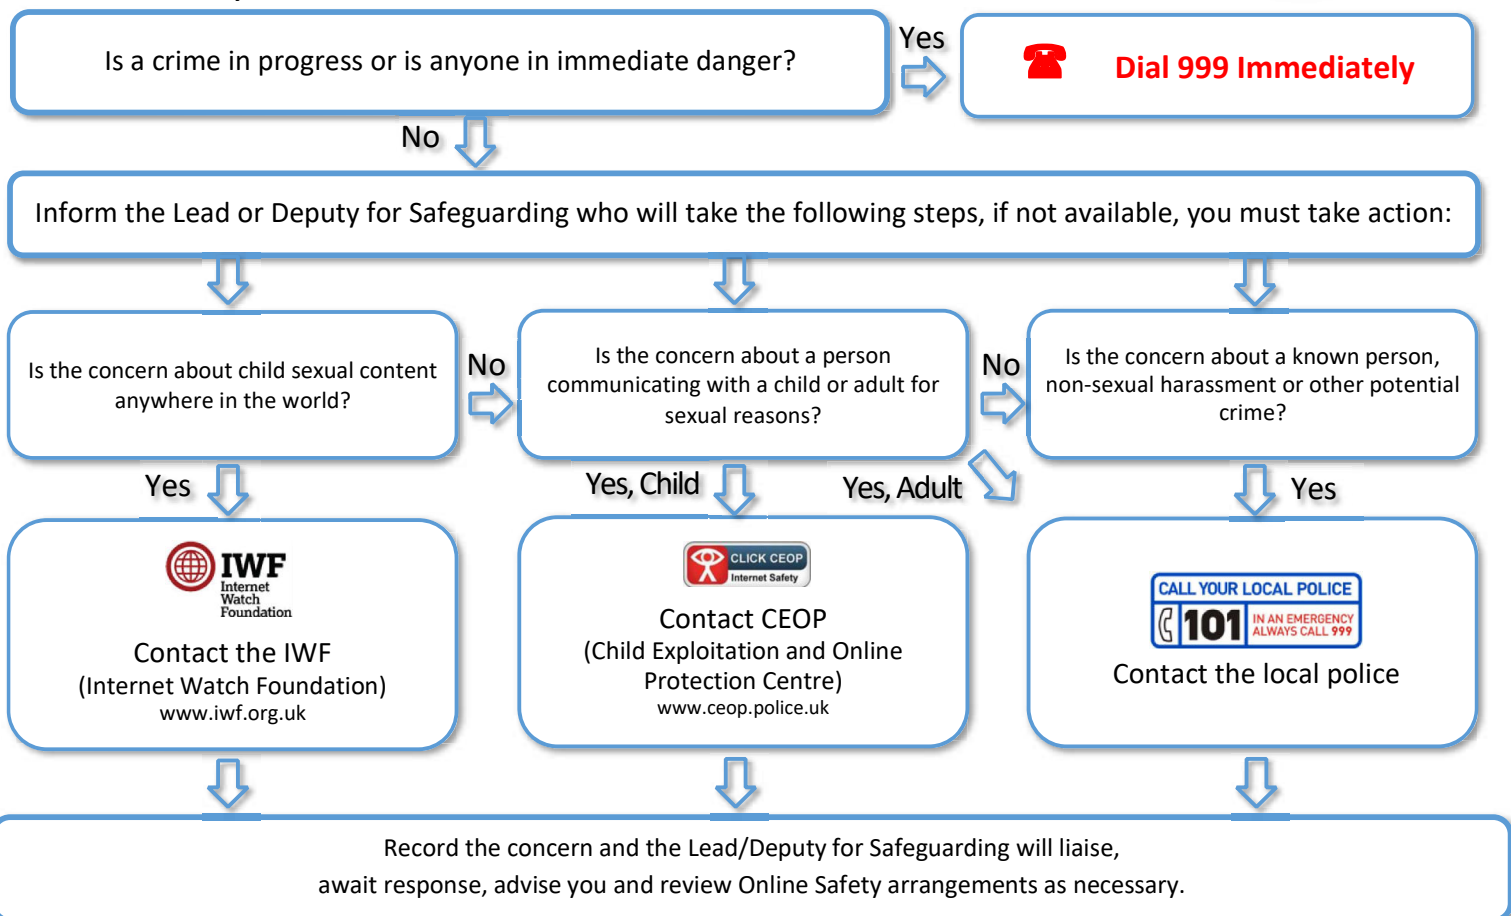 Is a crime in progress or is anyone in immediate danger?
Yes
Dial 999 Immediately
No
Inform the Lead or Deputy for Safeguarding who will take the following steps, if not available, you must take action:
Is the concern about child sexual content
anywhere in the world?
No
Is the concern about a person
communicating with a child or adult for
sexual reasons?
No
Is the concern about a known person,
non-sexual harassment or other potential
crime?
Yes
Yes, Child
Yes, Adult
Yes
IWF
Internet
Watch
Foundation
Contact the IWF
(Internet Watch Foundation)
www.iwf.org.uk
CLICK CEOP
Internet Safety
Contact CEOP
(Child Exploitation and Online
Protection Centre)
www.ceop.police.uk
CALL YOUR LOCAL POLICE
101
IN AN EMERGENCY
ALWAYS CALL 999
Contact the local police
Record the concern and the Lead/Deputy for Safeguarding will liaise,
await response, advise you and review Online Safety arrangements as necessary.